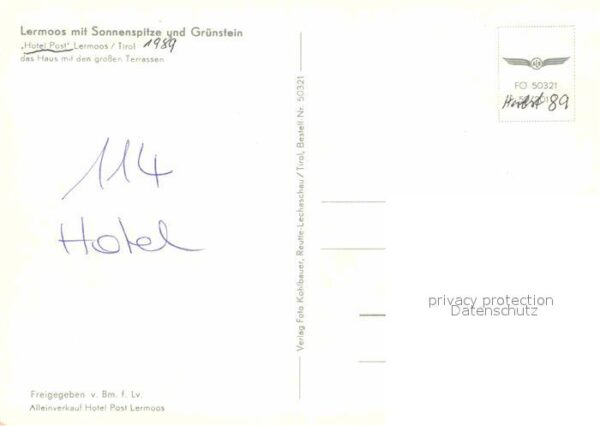 Lermoos mit Sonnenspitze und Grünstein
„Hotel Post" Lermoos / Tirol 1989
das Haus mit den großen Terrassen
114
Hotel
Freigegeben v. Bm. f. Lv.
Alleinverkauf Hotel Post Lermoos
Verlag Foto Kohlbauer, Reutte-Lechaschau/Tirol, Bestell-Nr. 50321
FO 50321
Herbst 89
privacy protection
Datenschutz